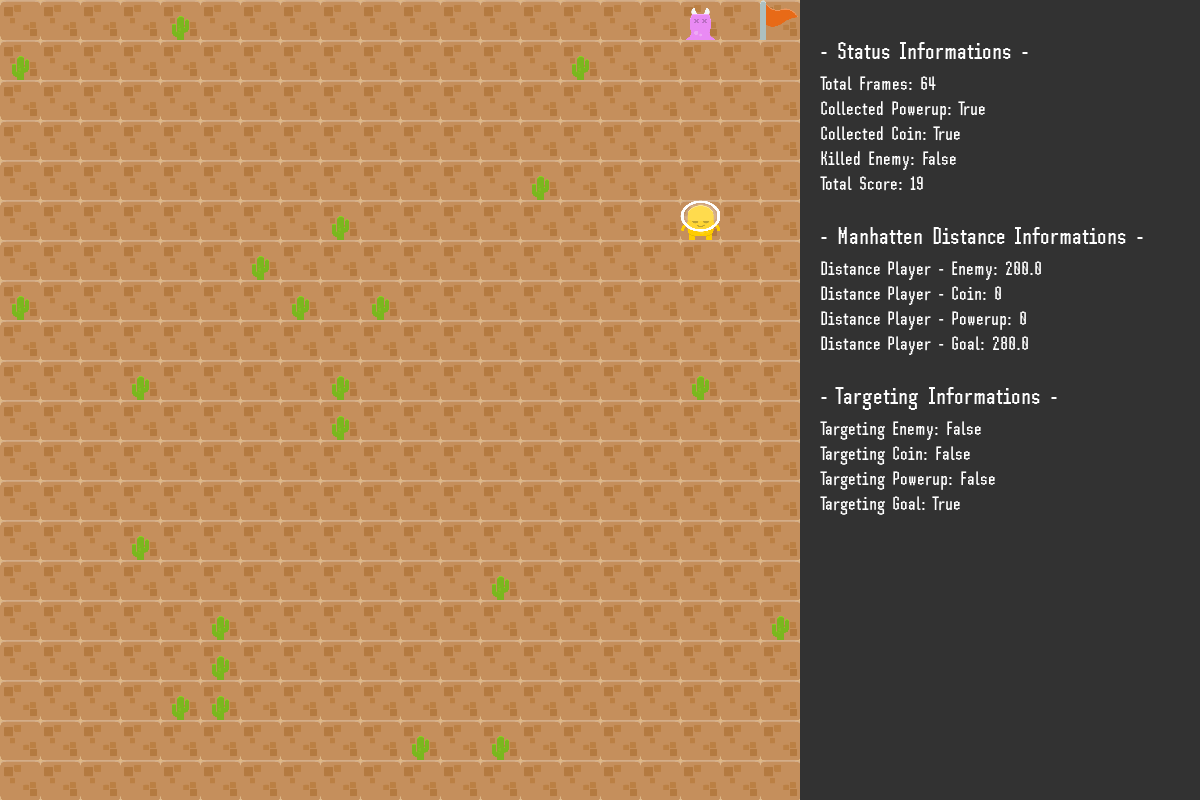 - Status Informations -
Total Frames: 64
Collected Powerup: True
Collected Coin: True
Killed Enemy: False
Total Score: 19
- Manhatten Distance Informations -
Distance Player - Enemy: 200.0
Distance Player - Coin: 0
Distance Player - Powerup: 0
Distance Player - Goal: 280.0
- Targeting Informations -
Targeting Enemy: False
Targeting Coin: False
Targeting Powerup: False
Targeting Goal: True